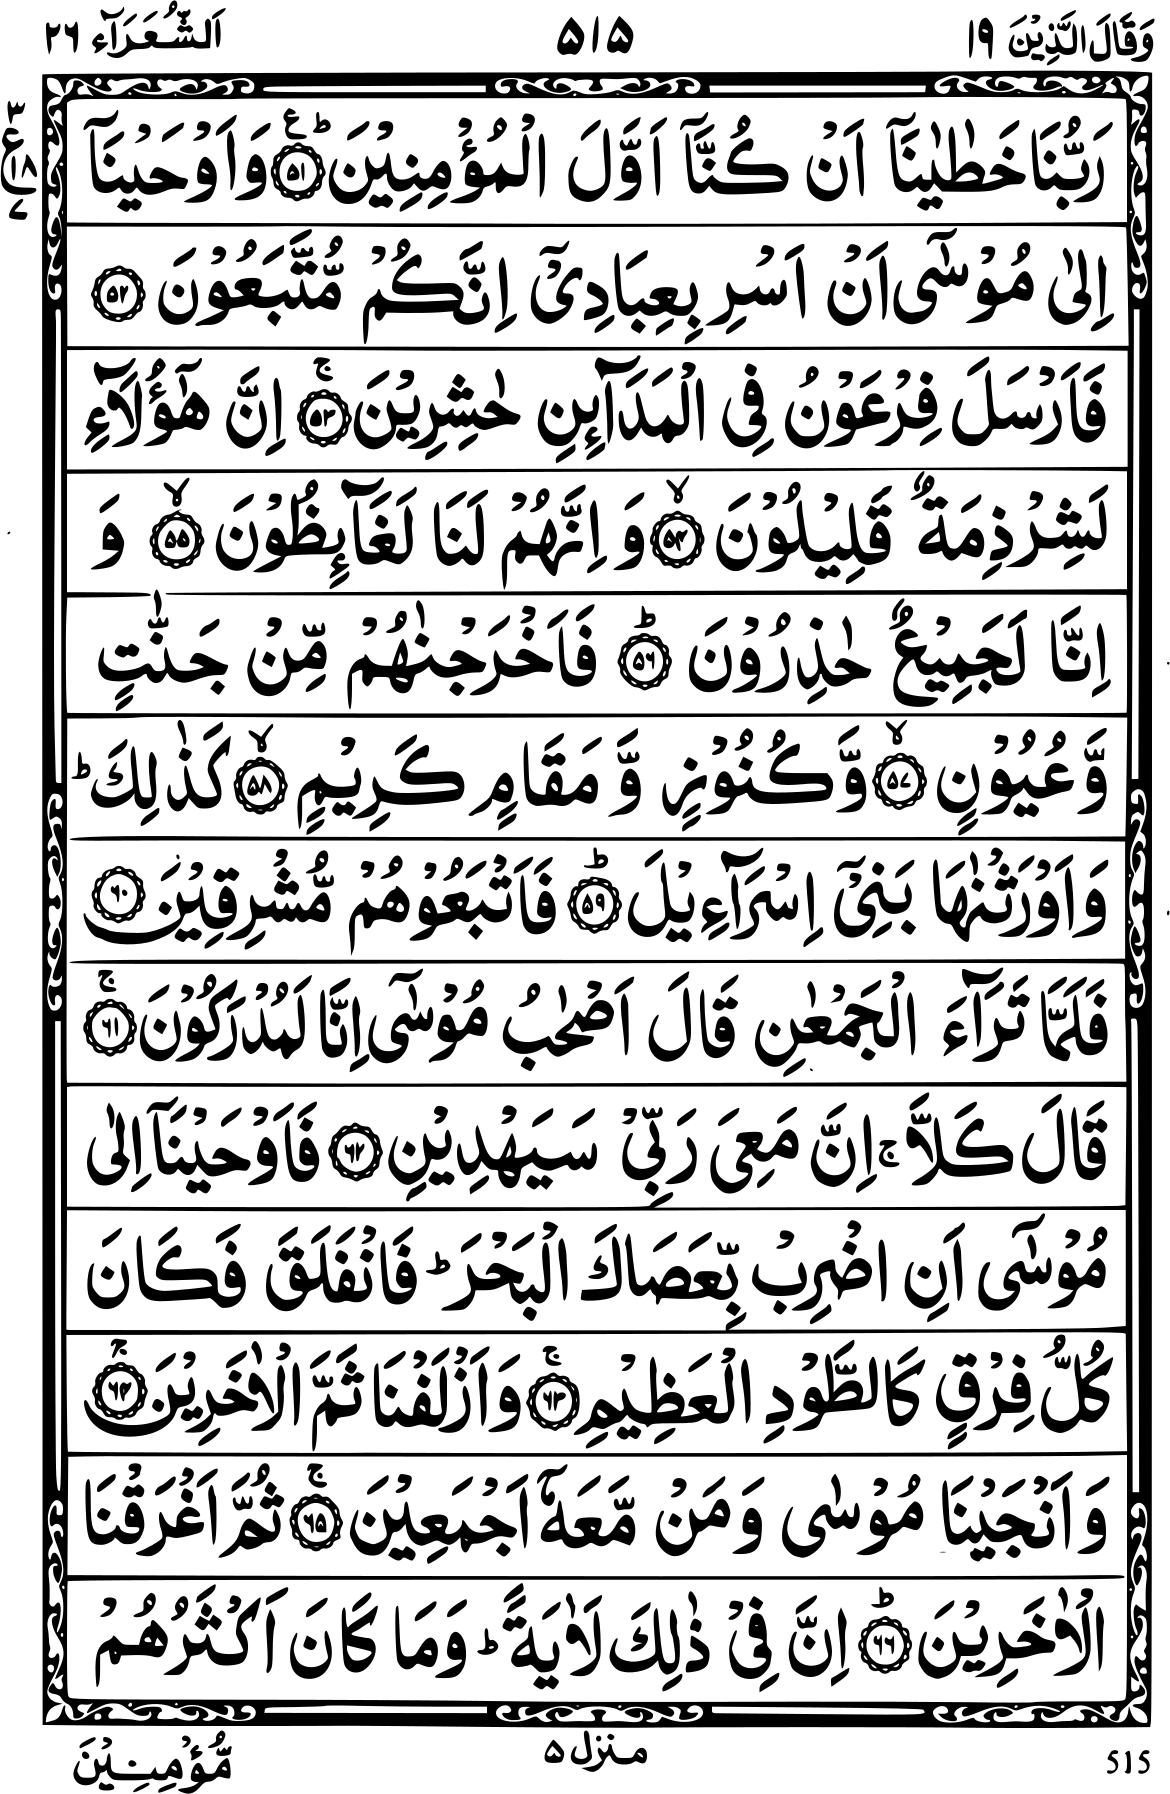 وَقَالَ الَّذِيْنَ ١٩ ٥١٥ اَلشُّعَرَآء ٢٦
رَبُّنَا خَطٰيٰنَاۤ اَنْ كُنَّاۤ اَوَّلَ الْمُؤْمِنِيْنَ ؕ ع ٥١ وَاَوْحَيْنَاۤ
٣ ع ١٨ ٧
اِلٰى مُوْسٰۤى اَنْ اَسْرِ بِعِبَادِىْۤ اِنَّكُمْ مُّتَّبَعُوْنَ ٥٢
فَاَرْسَلَ فِرْعَوْنُ فِى الْمَدَآئِنِ حٰشِرِيْنَ ۚ ٥٣ اِنَّ هٰٓؤُلَاۤءِ
لَشِرْذِمَةٌ قَلِيْلُوْنَ ۙ ٥٤ وَ اِنَّهُمْ لَنَا لَغَآئِظُوْنَ ۙ ٥٥ وَ
اِنَّا لَجَمِيْعٌ حٰذِرُوْنَ ؕ ٥٦ فَاَخْرَجْنٰهُمْ مِّنْ جَنّٰتٍ
وَّعُيُوْنٍ ۙ ٥٧ وَّكُنُوْزٍ وَّ مَقَامٍ كَرِيْمٍ ۙ ٥٨ كَذٰلِكَ ؕ
وَاَوْرَثْنٰهَا بَنِىْۤ اِسْرَآءِيْلَ ؕ ٥٩ فَاَتْبَعُوْهُمْ مُّشْرِقِيْنَ ٦٠
فَلَمَّا تَرَآءَ الْجَمْعٰنِ قَالَ اَصْحٰبُ مُوْسٰۤى اِنَّا لَمُدْرَكُوْنَ ۚ ٦١
قَالَ كَلَّا ۚ اِنَّ مَعِىَ رَبِّىْ سَيَهْدِيْنِ ٦٢ فَاَوْحَيْنَاۤ اِلٰى
مُوْسٰۤى اَنِ اضْرِبْ بِّعَصَاكَ الْبَحْرَ ؕ فَانْفَلَقَ فَكَانَ
كُلُّ فِرْقٍ كَالطَّوْدِ الْعَظِيْمِ ۚ ٦٣ وَاَزْلَفْنَا ثَمَّ الْاٰخَرِيْنَ ۚ ٦٤
وَاَنْجَيْنَا مُوْسٰى وَمَنْ مَّعَهٗۤ اَجْمَعِيْنَ ۚ ٦٥ ثُمَّ اَغْرَقْنَا
الْاٰخَرِيْنَ ؕ ٦٦ اِنَّ فِىْ ذٰلِكَ لَاٰيَةً ؕ وَمَا كَانَ اَكْثَرُهُمْ
مُّؤْمِنِيْنَ منزل ٥ 515